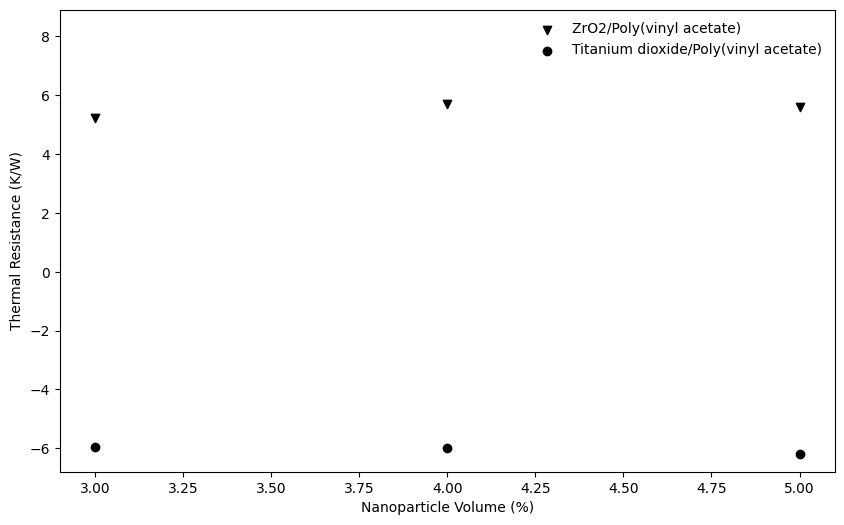 ZrO2/Poly(vinyl acetate)
Titanium dioxide/Poly(vinyl acetate)
Thermal Resistance (K/W)
8
6
4
2
0
−2
−4
−6
3.00 3.25 3.50 3.75 4.00 4.25 4.50 4.75 5.00
Nanoparticle Volume (%)